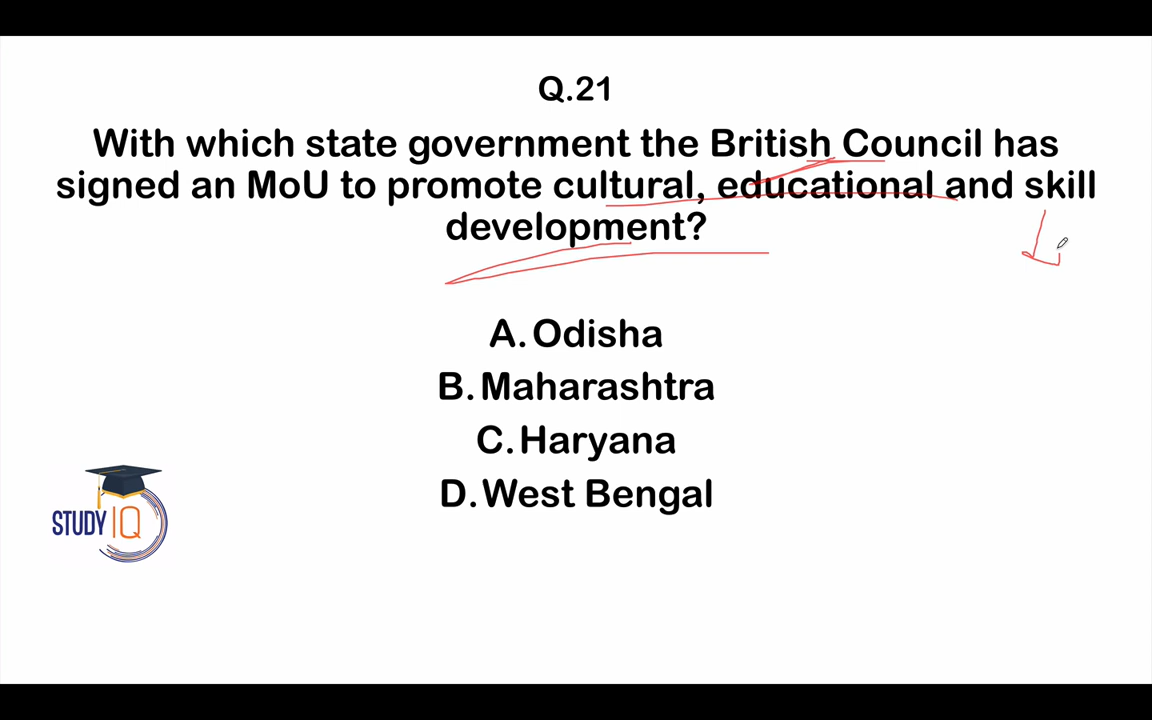 Q.21
With which state government the British Council has
signed an MoU to promote cultural, educational and skill
development?
A. Odisha
B. Maharashtra
C. Haryana
D. West Bengal
STUDY IQ